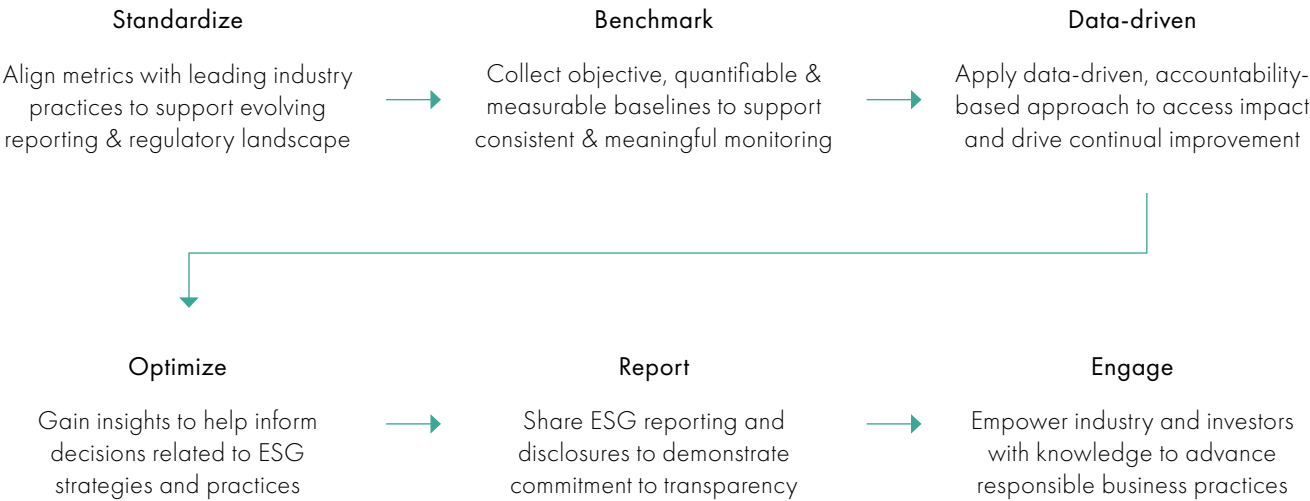 Standardize
Align metrics with leading industry
practices to support evolving
reporting & regulatory landscape
Benchmark
Collect objective, quantifiable &
measurable baselines to support
consistent & meaningful monitoring
Data-driven
Apply data-driven, accountability-
based approach to access impact
and drive continual improvement
Optimize
Gain insights to help inform
decisions related to ESG
strategies and practices
Report
Share ESG reporting and
disclosures to demonstrate
commitment to transparency
Engage
Empower industry and investors
with knowledge to advance
responsible business practices